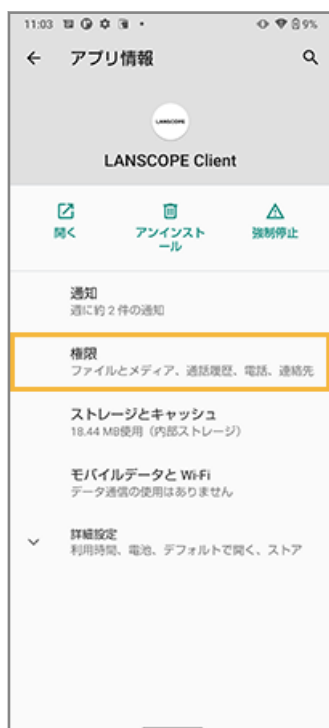 11:03
9%
アプリ情報
LANSCOPE
LANSCOPE Client
開く
アンインスト
ール
強制停止
通知
週に約 2 件の通知
権限
ファイルとメディア、通話履歴、電話、連絡先
ストレージとキャッシュ
18.44 MB使用（内部ストレージ）
モバイルデータと Wi-Fi
データ通信の使用はありません
詳細設定
利用時間、電池、デフォルトで開く、ストア